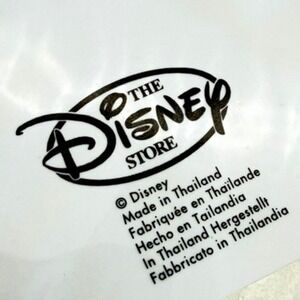 THE
Disney
STORE
© Disney
Made in Thailand
Fabriquée en Thaïlande
Hecho en Tailandia
In Thailand Hergestellt
Fabbricato in Thailandia